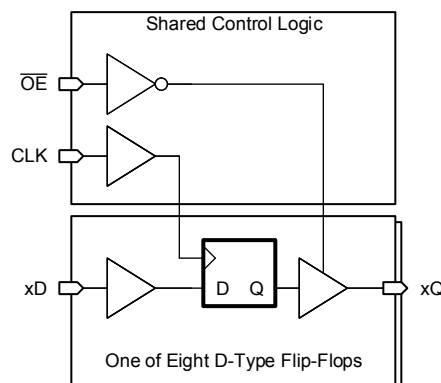 Shared Control Logic
OE
CLK
xD
D Q
xQ
One of Eight D-Type Flip-Flops